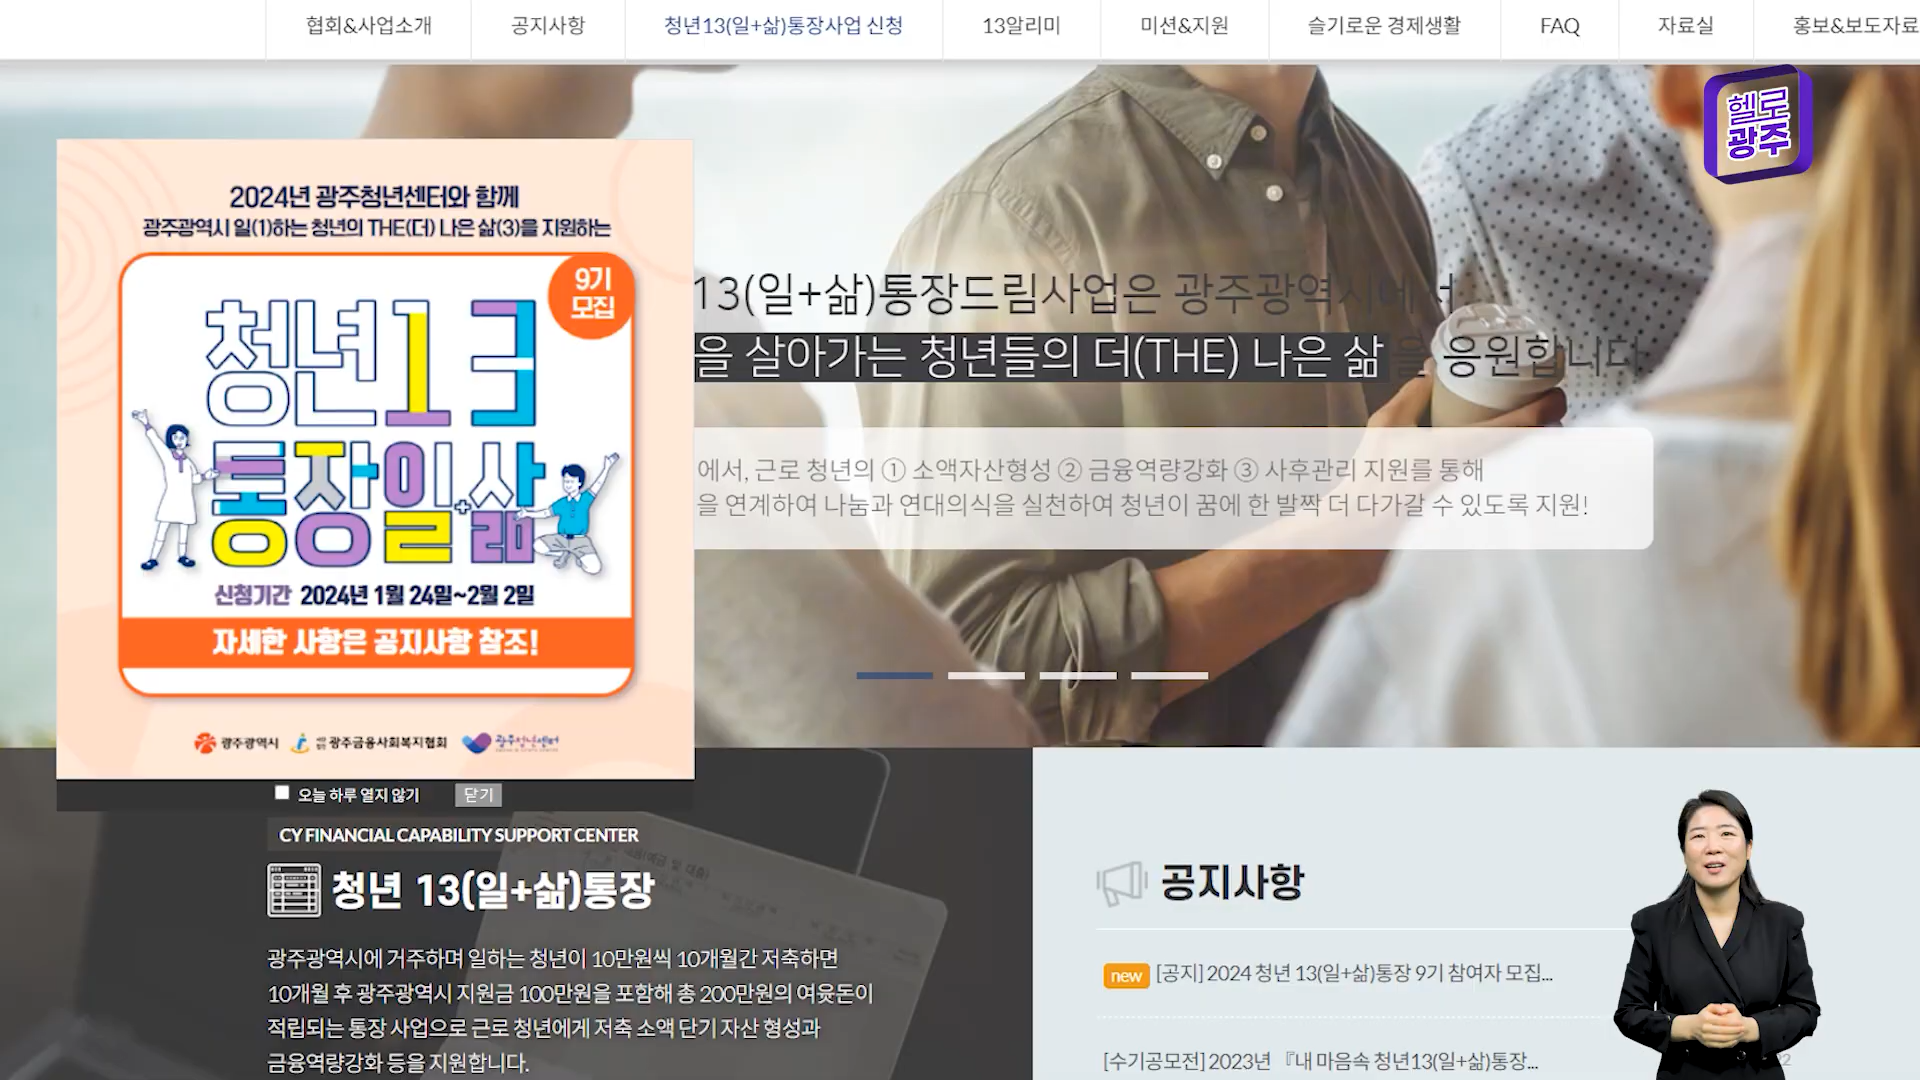 협회&사업소개
공지사항
청년13(일+삶)통장사업 신청
13알리미
미션&지원
슬기로운 경제생활
FAQ
자료실
홍보&보도자료
헬로
광주
2024년 광주청년센터와 함께
광주광역시 일(1)하는 청년의 THE(더) 나은 삶(3)을 지원하는
9기
모집
청년13
통장일+삶
신청기간 2024년 1월 24일~2월 2일
자세한 사항은 공지사항 참조!
광주광역시
광주금융사회복지협회
광주청년센터
오늘 하루 열지 않기
닫기
13(일+삶)통장드림사업은 광주광역시에서
을 살아가는 청년들의 더(THE) 나은 삶을 응원합니다.
에서, 근로 청년의 ① 소액자산형성 ② 금융역량강화 ③ 사후관리 지원를 통해
을 연계하여 나눔과 연대의식을 실천하여 청년이 꿈에 한 발짝 더 다가갈 수 있도록 지원!
CY FINANCIAL CAPABILITY SUPPORT CENTER
청년 13(일+삶)통장
광주광역시에 거주하며 일하는 청년이 10만원씩 10개월간 저축하면
10개월 후 광주광역시 지원금 100만원을 포함해 총 200만원의 여윳돈이
적립되는 통장 사업으로 근로 청년에게 저축 소액 단기 자산 형성과
금융역량강화 등을 지원합니다.
공지사항
new [공지] 2024 청년 13(일+삶)통장 9기 참여자 모집...
[수기공모전] 2023년 『내 마음속 청년13(일+삶)통장...